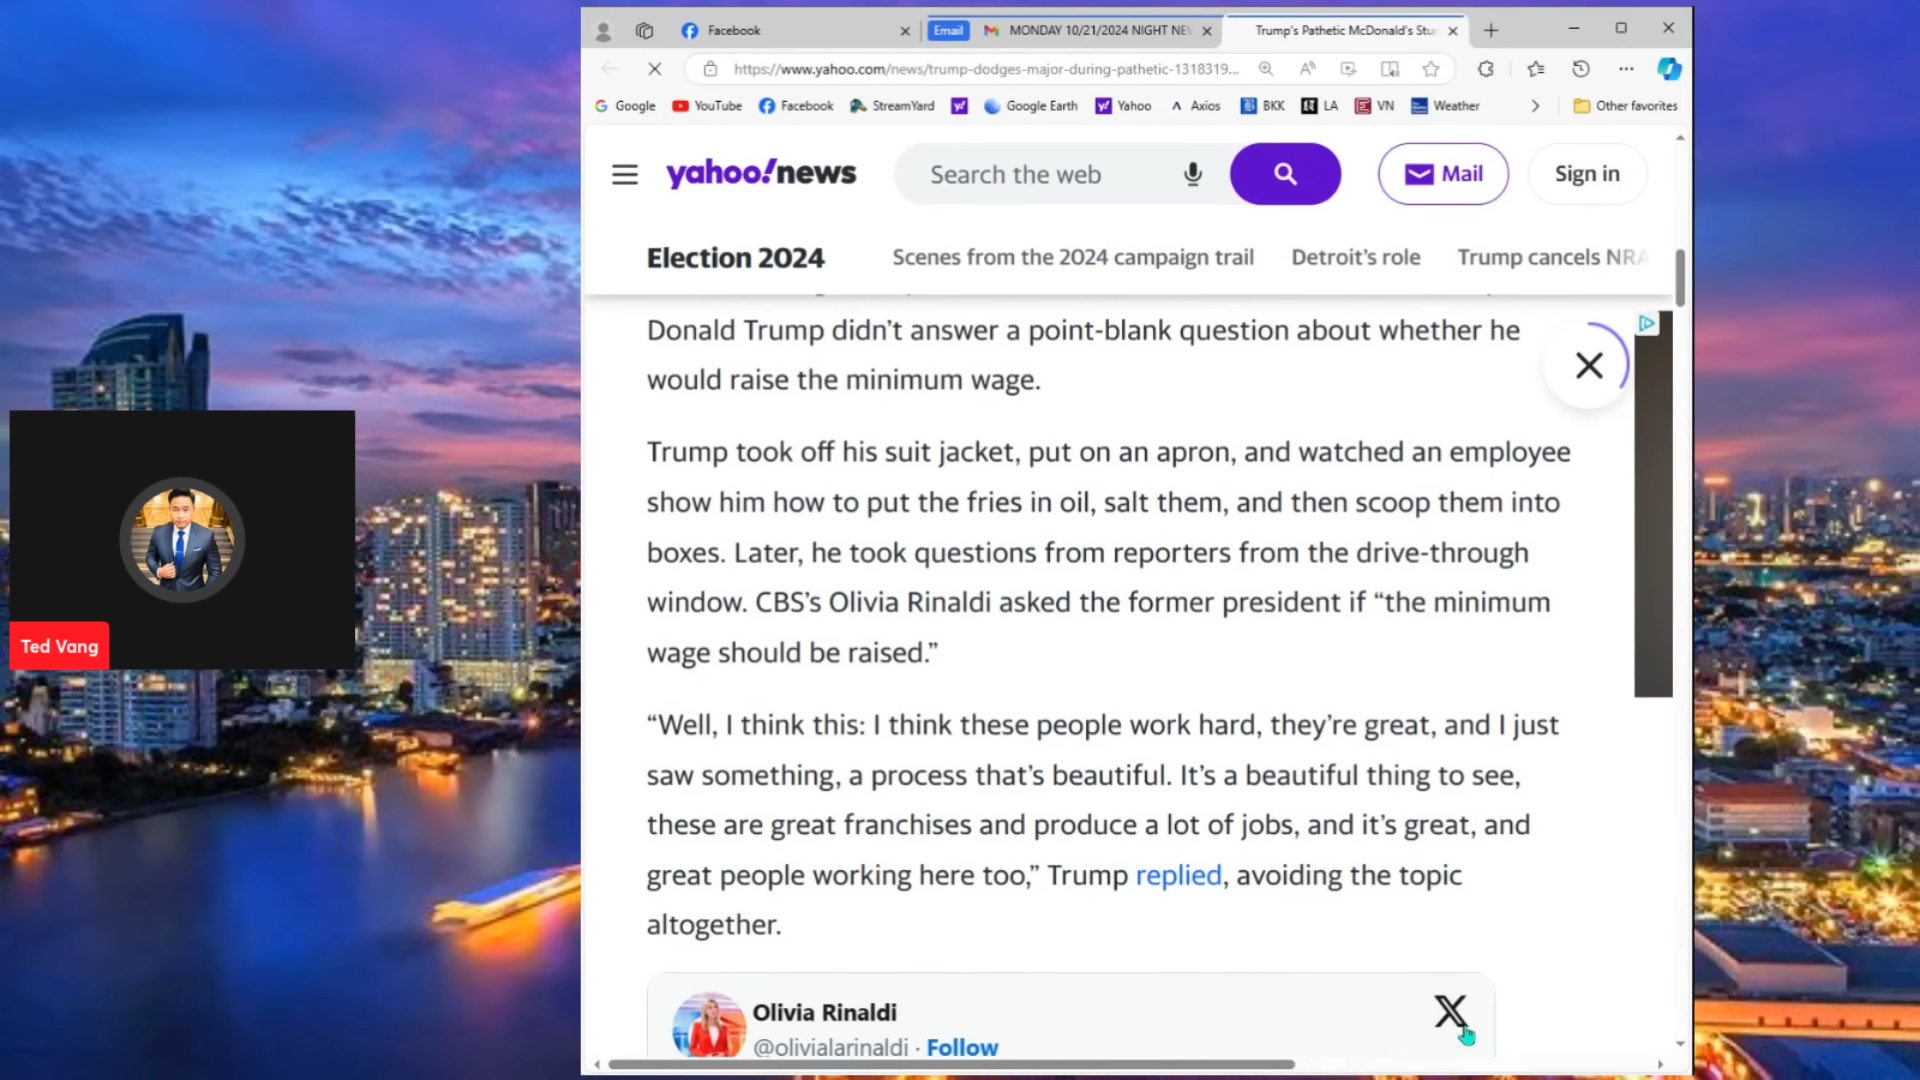 Facebook
Email
MONDAY 10/21/2024 NIGHT NE
Trump's Pathetic McDonald's Stu
https://www.yahoo.com/news/trump-dodges-major-during-pathetic-1318319...
Google
YouTube
Facebook
StreamYard
Google Earth
Yahoo
Axios
BKK
LA
VN
Weather
Other favorites
yahoo!news
Search the web
Mail
Sign in
Election 2024
Scenes from the 2024 campaign trail
Detroit's role
Trump cancels NRA
Donald Trump didn't answer a point-blank question about whether he
would raise the minimum wage.
Trump took off his suit jacket, put on an apron, and watched an employee
show him how to put the fries in oil, salt them, and then scoop them into
boxes. Later, he took questions from reporters from the drive-through
window. CBS's Olivia Rinaldi asked the former president if “the minimum
wage should be raised.”
“Well, I think this: I think these people work hard, they're great, and I just
saw something, a process that's beautiful. It's a beautiful thing to see,
these are great franchises and produce a lot of jobs, and it's great, and
great people working here too,” Trump replied, avoiding the topic
altogether.
Olivia Rinaldi
@olivialarinaldi · Follow
Ted Vang